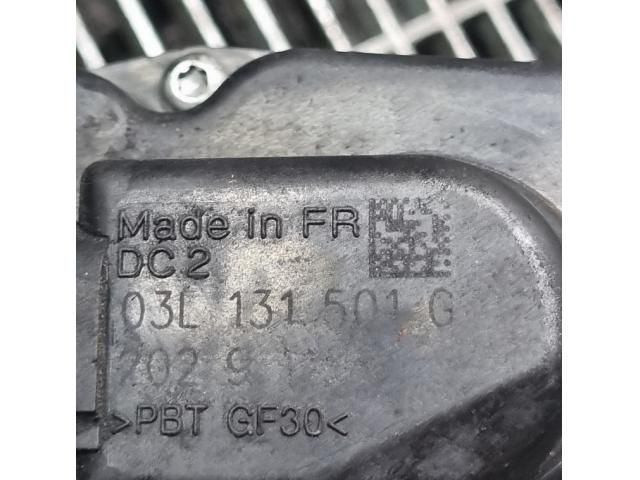 Made in FR
DC 2
03L 131 501 G
>PBT GF30<